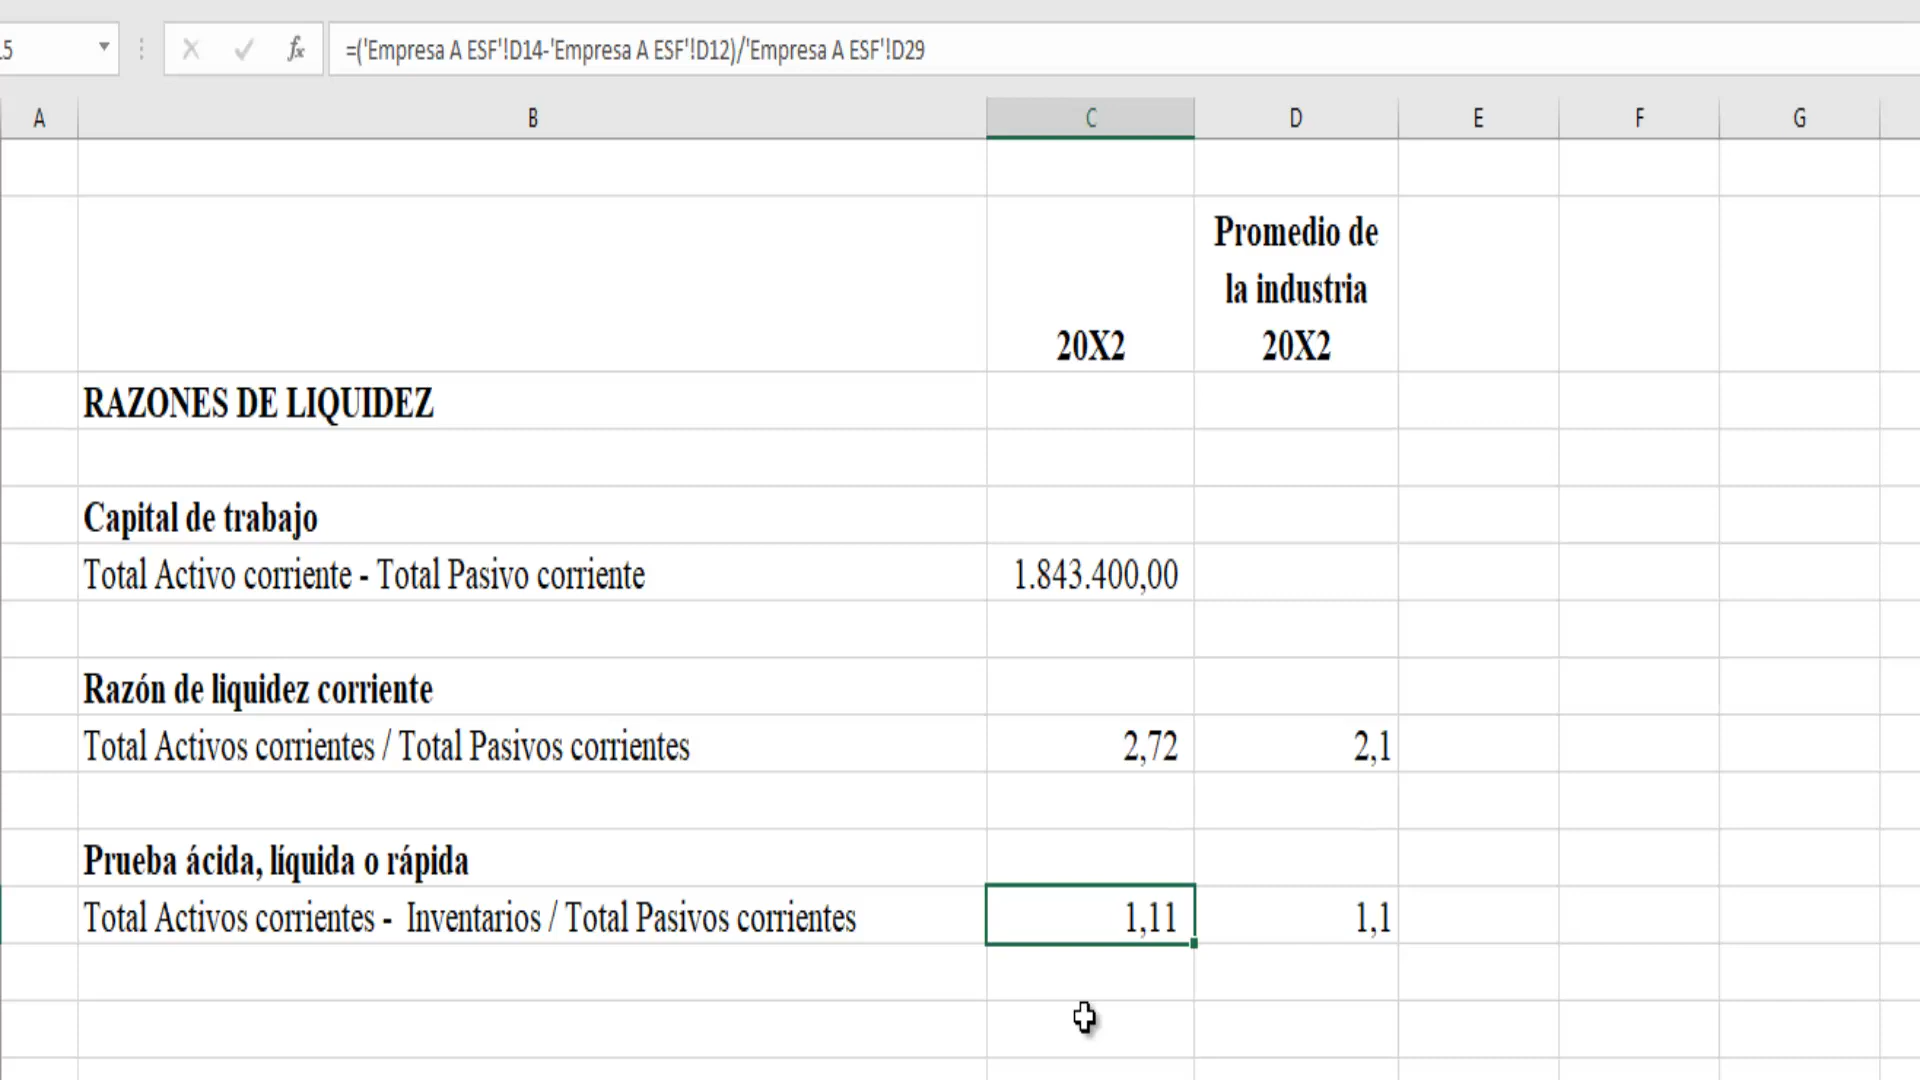 5
fx
=('Empresa A ESF'!D14-'Empresa A ESF'!D12)/'Empresa A ESF'!D29
A B C D E F G
Promedio de
la industria
20X2 20X2
RAZONES DE LIQUIDEZ
Capital de trabajo
Total Activo corriente - Total Pasivo corriente 1.843.400,00
Razón de liquidez corriente
Total Activos corrientes / Total Pasivos corrientes 2,72 2,1
Prueba ácida, líquida o rápida
Total Activos corrientes -  Inventarios / Total Pasivos corrientes 1,11 1,1